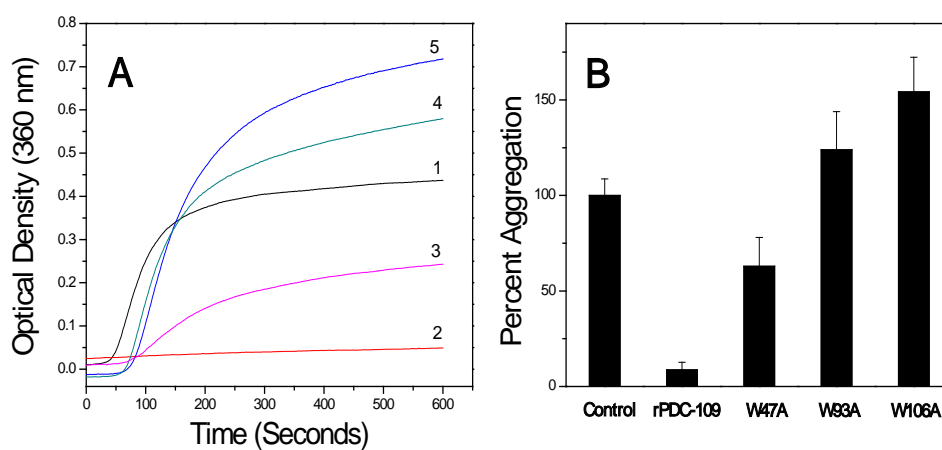 A
Optical Density (360 nm)
0.8
0.7
0.6
0.5
0.4
0.3
0.2
0.1
0.0
5
4
1
3
2
0
100
200
300
400
500
600
Time (Seconds)
B
Percent Aggregation
150
100
50
0
Control
rPDC-109
W47A
W93A
W106A